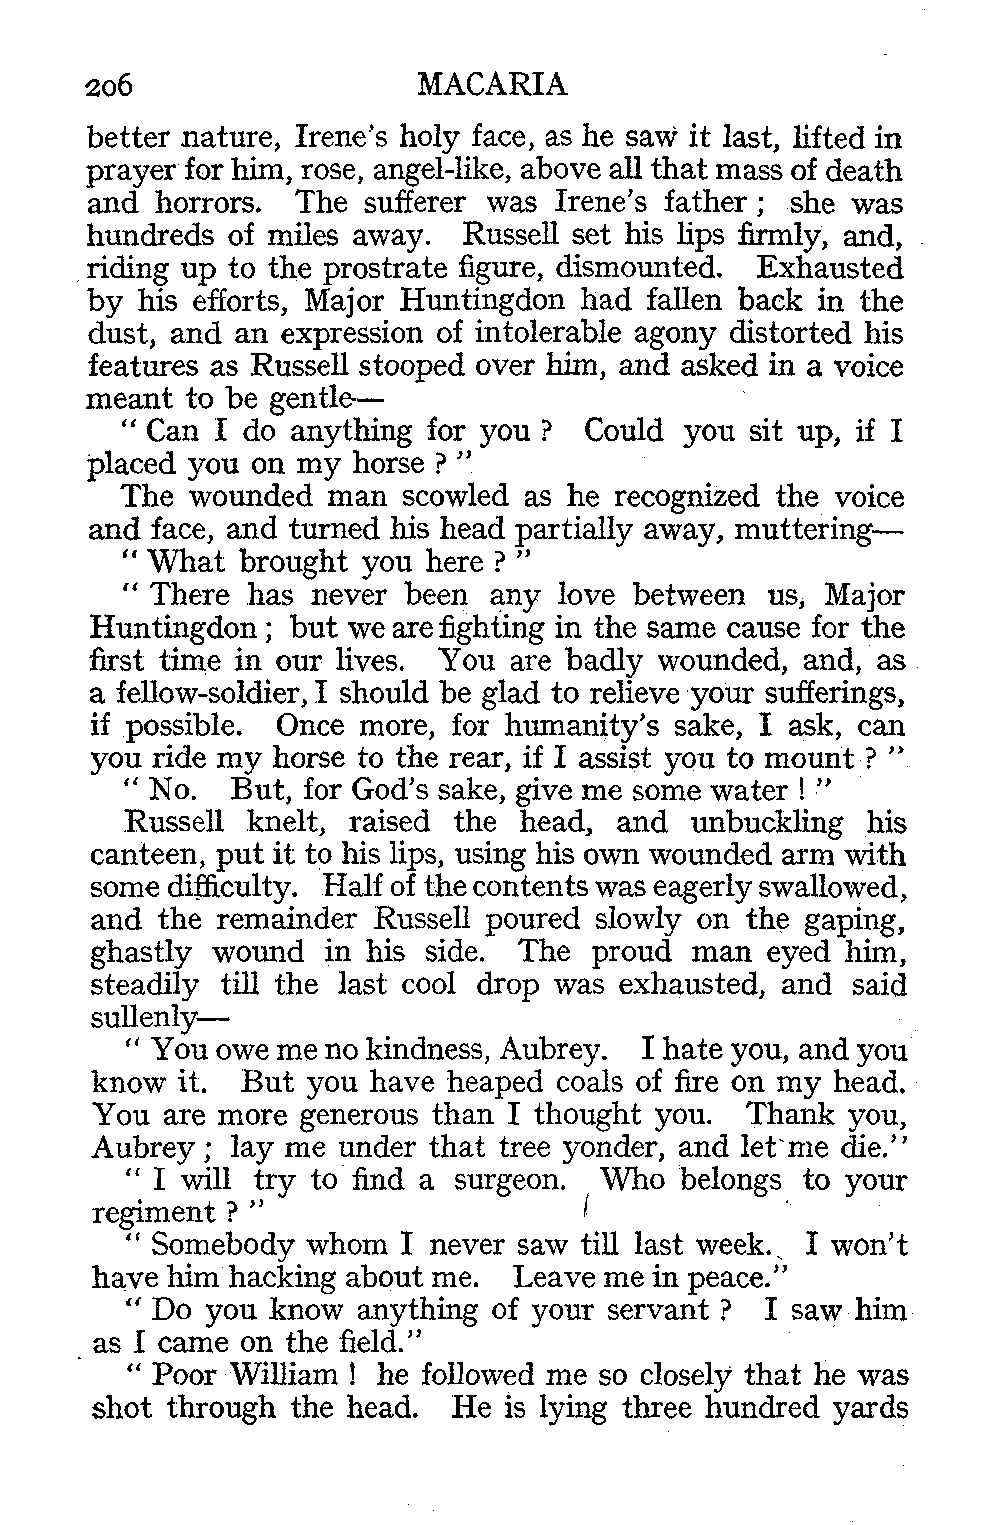 206 MACARIA
better nature, Irene's holy face, as he saw it last, lifted in
prayer for him, rose, angel-like, above all that mass of death
and horrors. The sufferer was Irene's father ; she was
hundreds of miles away. Russell set his lips firmly, and,
riding up to the prostrate figure, dismounted. Exhausted
by his efforts, Major Huntingdon had fallen back in the
dust, and an expression of intolerable agony distorted his
features as Russell stooped over him, and asked in a voice
meant to be gentle—
“ Can I do anything for you ? Could you sit up, if I
placed you on my horse ? ”
The wounded man scowled as he recognized the voice
and face, and turned his head partially away, muttering—
“ What brought you here ? ”
“ There has never been any love between us, Major
Huntingdon ; but we are fighting in the same cause for the
first time in our lives. You are badly wounded, and, as
a fellow-soldier, I should be glad to relieve your sufferings,
if possible. Once more, for humanity's sake, I ask, can
you ride my horse to the rear, if I assist you to mount ? ”
“ No. But, for God's sake, give me some water ! ”
Russell knelt, raised the head, and unbuckling his
canteen, put it to his lips, using his own wounded arm with
some difficulty. Half of the contents was eagerly swallowed,
and the remainder Russell poured slowly on the gaping,
ghastly wound in his side. The proud man eyed him,
steadily till the last cool drop was exhausted, and said
sullenly—
“ You owe me no kindness, Aubrey. I hate you, and you
know it. But you have heaped coals of fire on my head.
You are more generous than I thought you. Thank you,
Aubrey ; lay me under that tree yonder, and let me die.”
“ I will try to find a surgeon. Who belongs to your
regiment ? ”
“ Somebody whom I never saw till last week. I won't
have him hacking about me. Leave me in peace.”
“ Do you know anything of your servant ? I saw him
as I came on the field.”
“ Poor William ! he followed me so closely that he was
shot through the head. He is lying three hundred yards